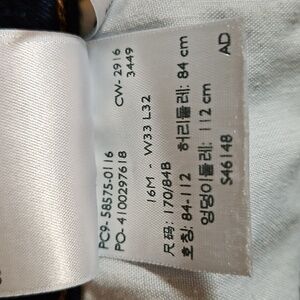 PC9- 58575-0116
PO- 4100297618
CW- 2916
3449
16M - W33 L32
尺码: 170/84B
호칭: 84-112 허리둘레: 84 cm
엉덩이둘레: 112 cm
S46148
AD